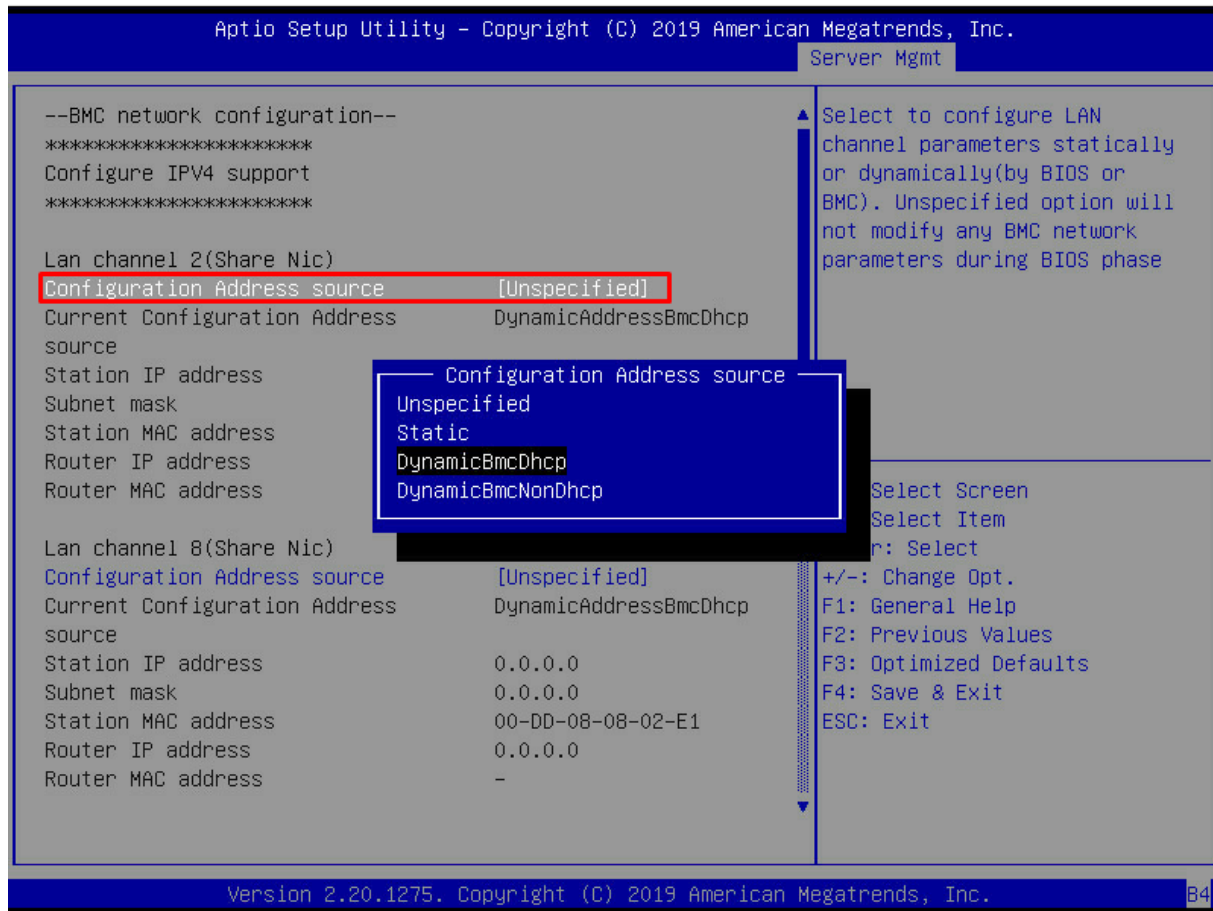 Aptio Setup Utility – Copyright (C) 2019 American Megatrends, Inc.
Server Mgmt
--BMC network configuration--
**********************
Configure IPV4 support
**********************
Lan channel 2(Share Nic)
Configuration Address source [Unspecified]
Current Configuration Address DynamicAddressBmcDhcp
source
Station IP address
Subnet mask
Station MAC address
Router IP address
Router MAC address
Configuration Address source
Unspecified
Static
DynamicBmcDhcp
DynamicBmcNonDhcp
Lan channel 8(Share Nic)
Configuration Address source [Unspecified]
Current Configuration Address DynamicAddressBmcDhcp
source
Station IP address 0.0.0.0
Subnet mask 0.0.0.0
Station MAC address 00-DD-08-08-02-E1
Router IP address 0.0.0.0
Router MAC address –
Select to configure LAN
channel parameters statically
or dynamically(by BIOS or
BMC). Unspecified option will
not modify any BMC network
parameters during BIOS phase
Select Screen
Select Item
r: Select
+/-: Change Opt.
F1: General Help
F2: Previous Values
F3: Optimized Defaults
F4: Save & Exit
ESC: Exit
Version 2.20.1275. Copyright (C) 2019 American Megatrends, Inc.
B4